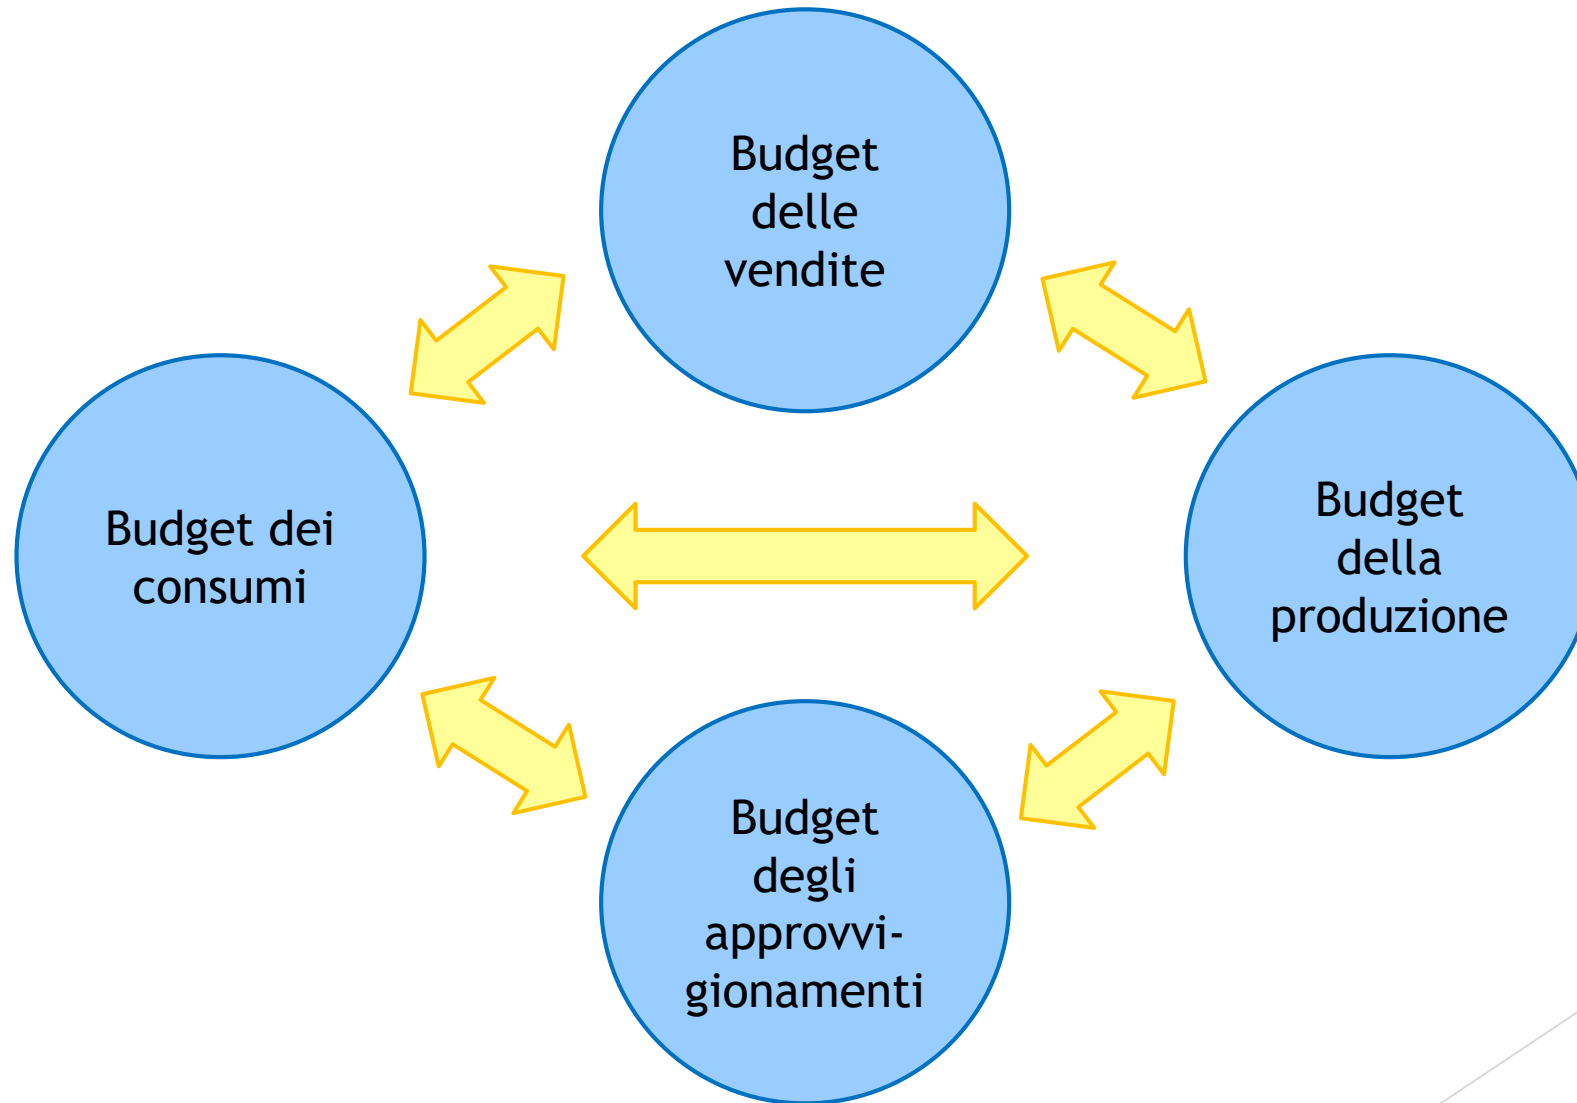 Budget
delle
vendite
Budget dei
consumi
Budget
della
produzione
Budget
degli
approvvi-
gionamenti